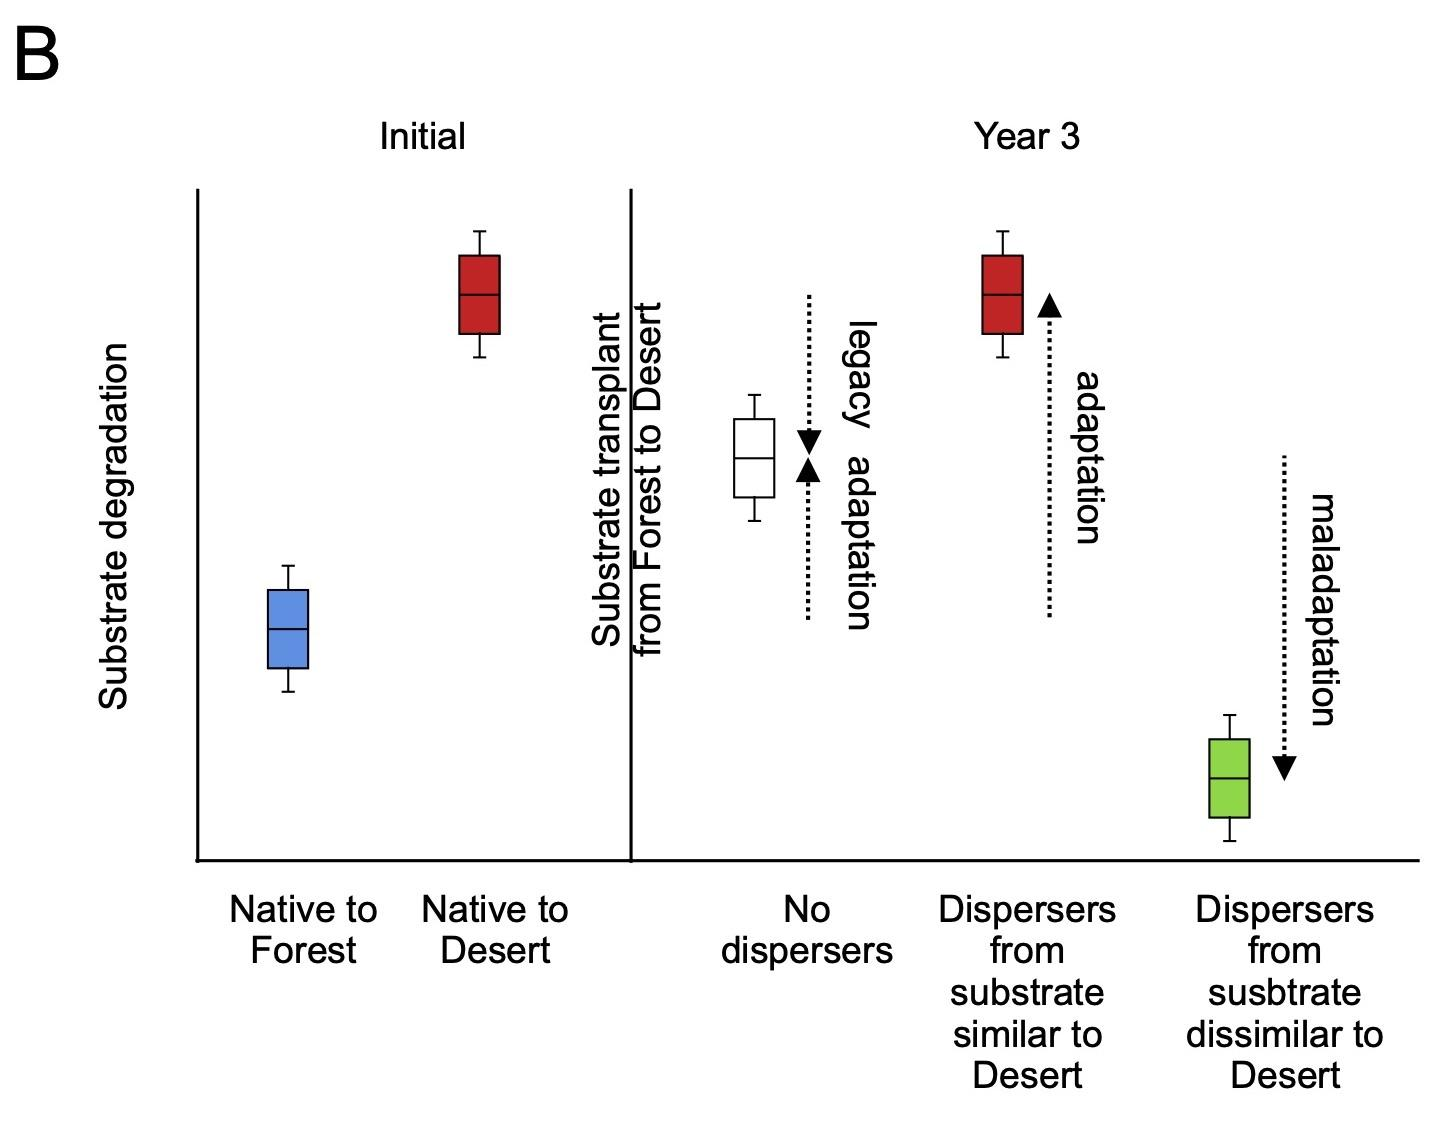 B
Initial
Year 3
Substrate degradation
Substrate transplant
from Forest to Desert
legacy
adaptation
adaptation
maladaptation
Native to
Forest
Native to
Desert
No
dispersers
Dispersers
from
substrate
similar to
Desert
Dispersers
from
susbtrate
dissimilar to
Desert